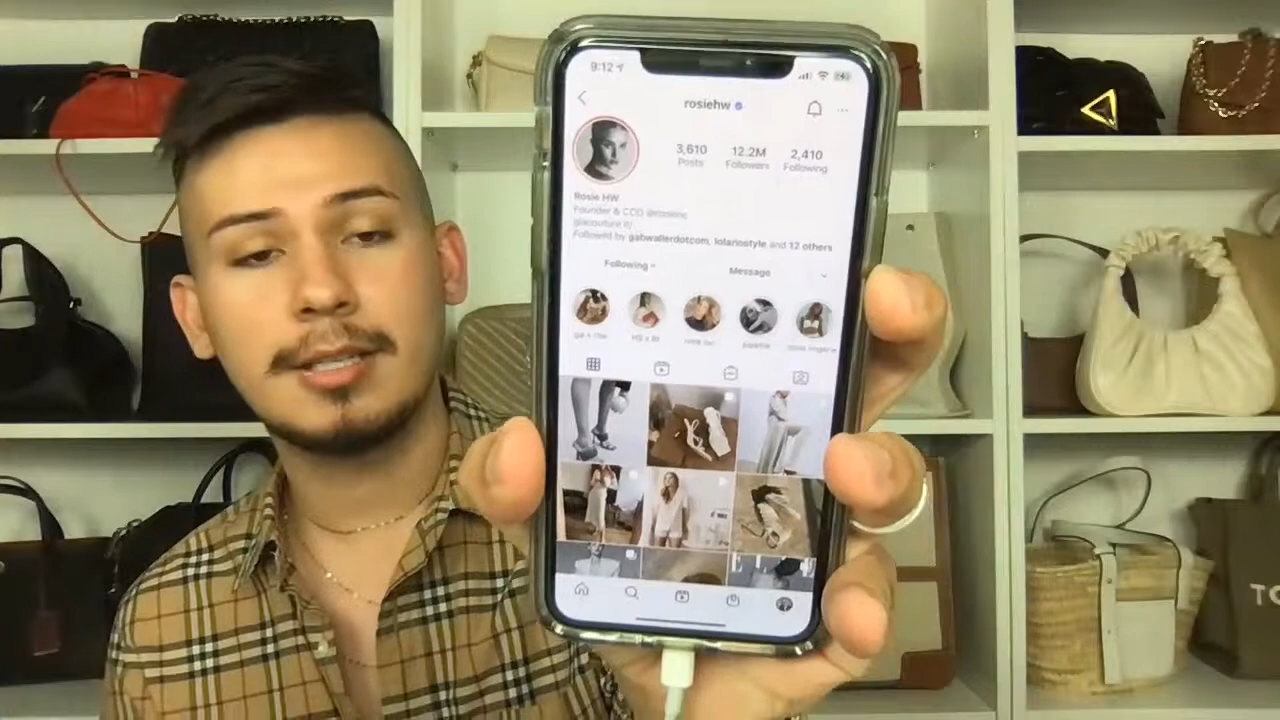 9:12
rosiehw
3,610 12.2M 2,410
Posts Followers Following
Rosie HW
Founder & CCO
Followed by gabwallerdotcom, lolariostyle and 12 others
Following Message
TO